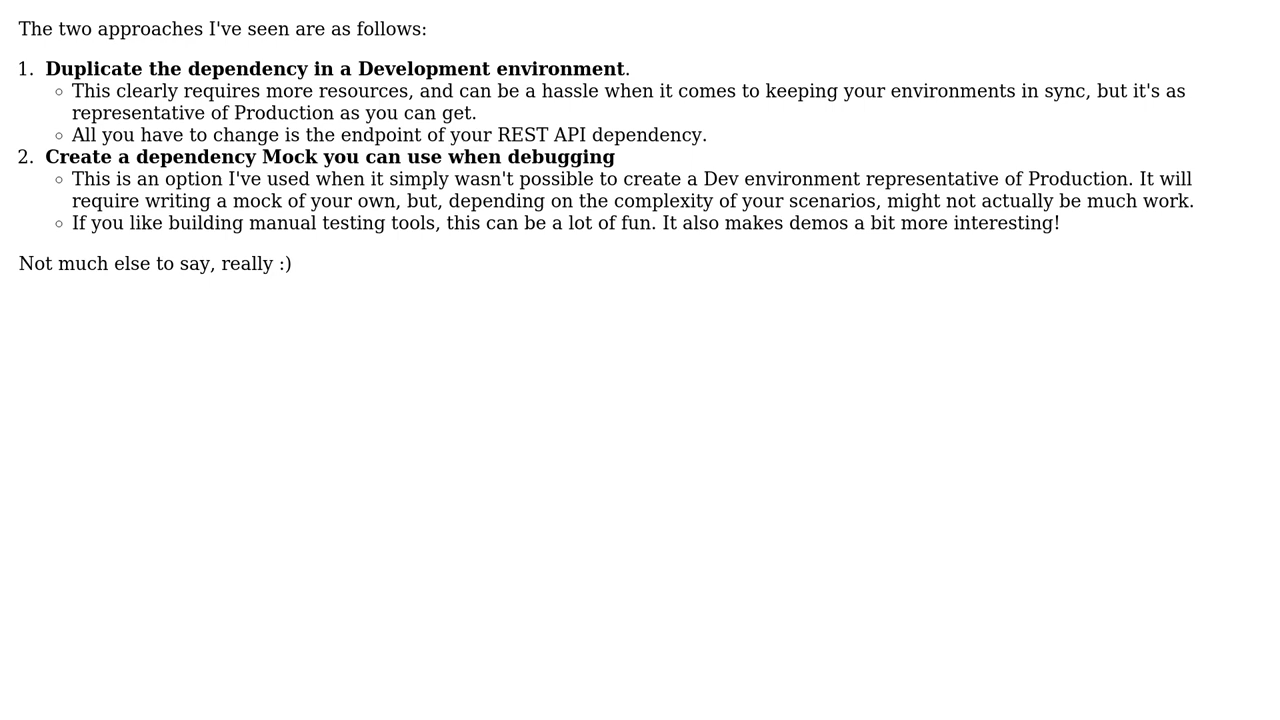 The two approaches I've seen are as follows:
1. Duplicate the dependency in a Development environment.
◦ This clearly requires more resources, and can be a hassle when it comes to keeping your environments in sync, but it's as
representative of Production as you can get.
◦ All you have to change is the endpoint of your REST API dependency.
2. Create a dependency Mock you can use when debugging
◦ This is an option I've used when it simply wasn't possible to create a Dev environment representative of Production. It will
require writing a mock of your own, but, depending on the complexity of your scenarios, might not actually be much work.
◦ If you like building manual testing tools, this can be a lot of fun. It also makes demos a bit more interesting!
Not much else to say, really :)